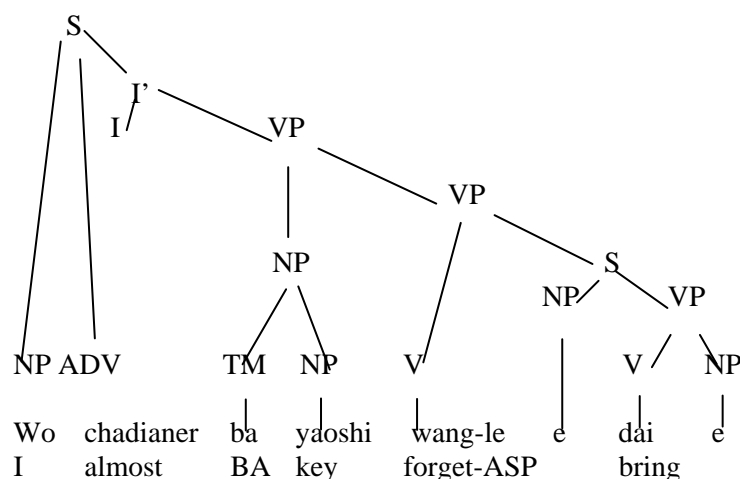 S
I’
I VP
VP
NP S
NP VP
NP ADV TM NP V V NP
Wo chadianer ba yaoshi wang-le e dai e
I almost BA key forget-ASP bring